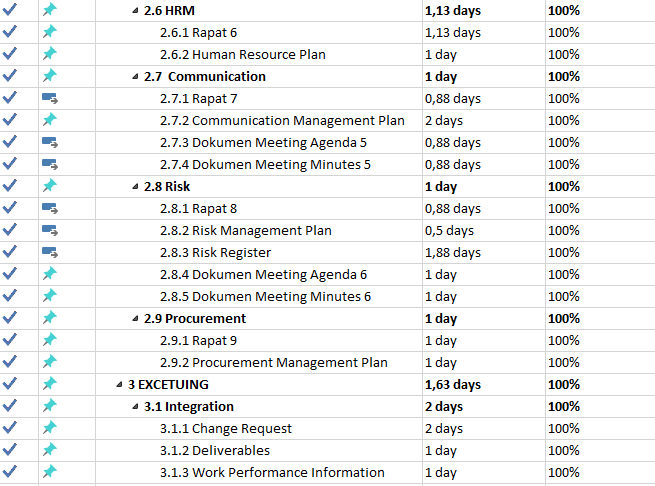 2.6 HRM 1,13 days 100%
2.6.1 Rapat 6 1,13 days 100%
2.6.2 Human Resource Plan 1 day 100%
2.7 Communication 1 day 100%
2.7.1 Rapat 7 0,88 days 100%
2.7.2 Communication Management Plan 2 days 100%
2.7.3 Dokumen Meeting Agenda 5 0,88 days 100%
2.7.4 Dokumen Meeting Minutes 5 0,88 days 100%
2.8 Risk 1 day 100%
2.8.1 Rapat 8 0,88 days 100%
2.8.2 Risk Management Plan 0,5 days 100%
2.8.3 Risk Register 1,88 days 100%
2.8.4 Dokumen Meeting Agenda 6 1 day 100%
2.8.5 Dokumen Meeting Minutes 6 1 day 100%
2.9 Procurement 1 day 100%
2.9.1 Rapat 9 1 day 100%
2.9.2 Procurement Management Plan 1 day 100%
3 EXCETUING 1,63 days 100%
3.1 Integration 2 days 100%
3.1.1 Change Request 2 days 100%
3.1.2 Deliverables 1 day 100%
3.1.3 Work Performance Information 1 day 100%